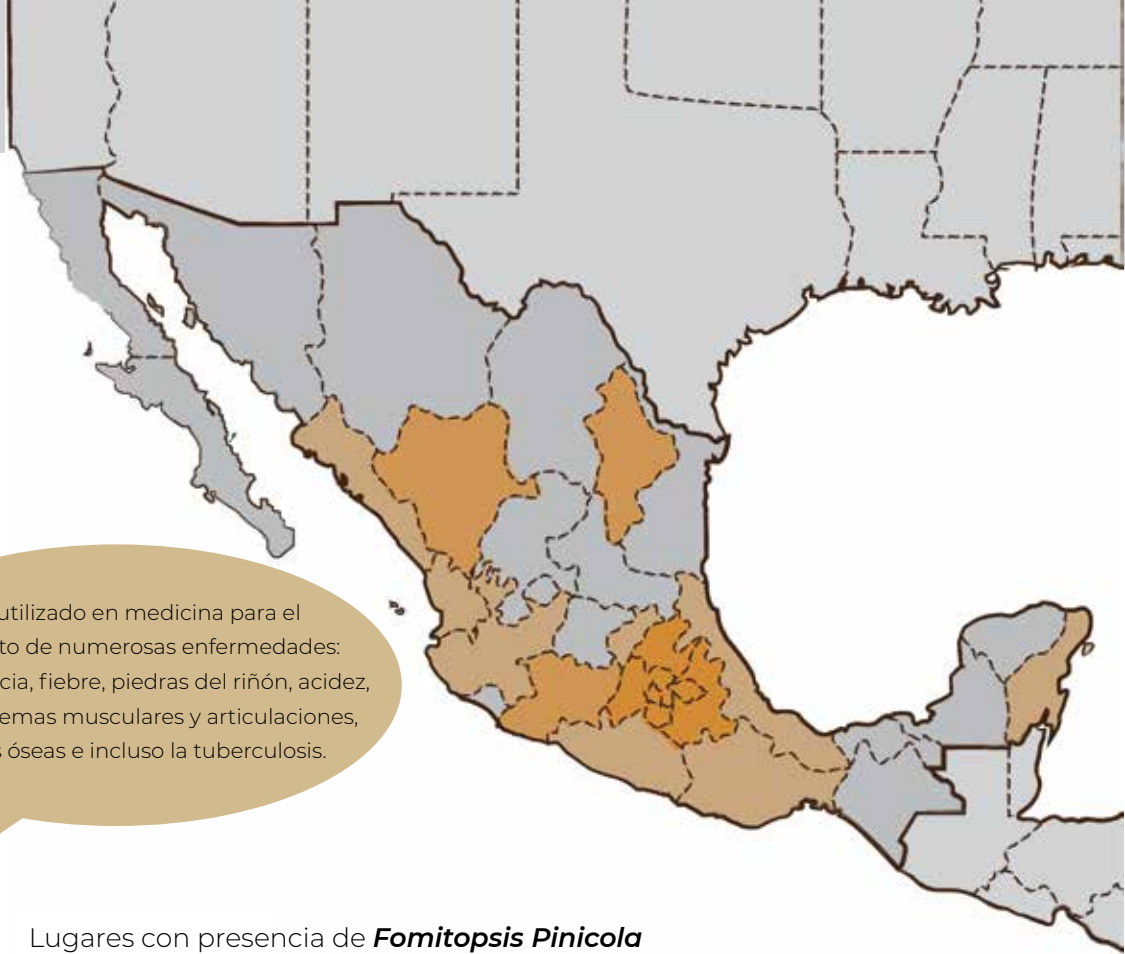 utilizado en medicina para el
to de numerosas enfermedades:
cia, fiebre, piedras del riñón, acidez,
emas musculares y articulaciones,
s óseas e incluso la tuberculosis.
Lugares con presencia de Fomitopsis Pinicola